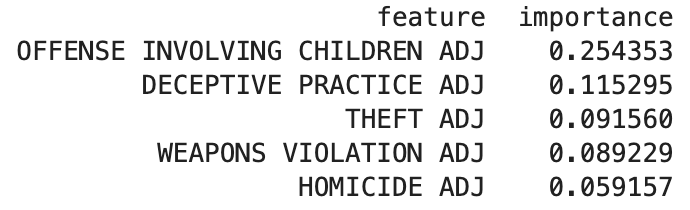 feature importance
OFFENSE INVOLVING CHILDREN ADJ 0.254353
DECEPTIVE PRACTICE ADJ 0.115295
THEFT ADJ 0.091560
WEAPONS VIOLATION ADJ 0.089229
HOMICIDE ADJ 0.059157